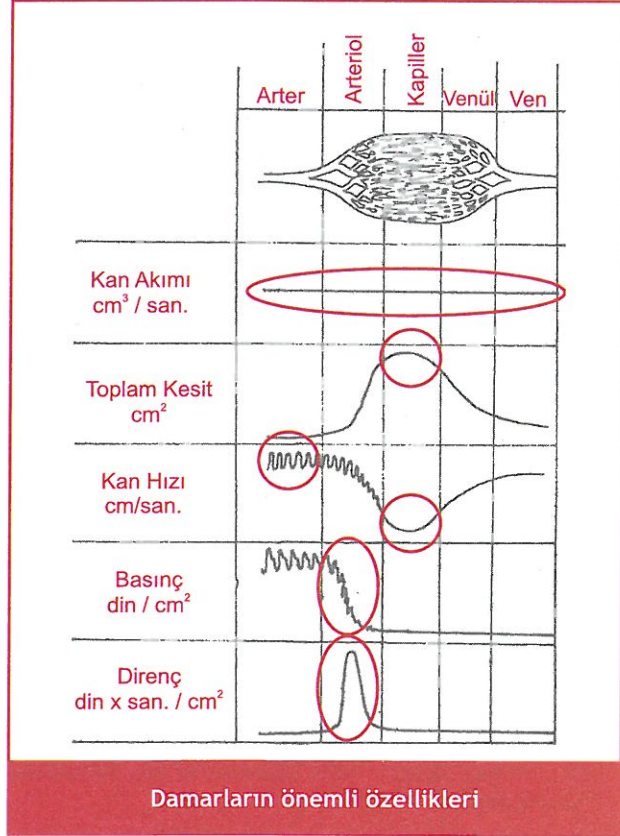 Arter
Arteriol
Kapiller
Venül
Ven
Kan Akımı
cm³ / san.
Toplam Kesit
cm²
Kan Hızı
cm/san.
Basınç
din / cm²
Direnç
din x san. / cm²
Damarların önemli özellikleri